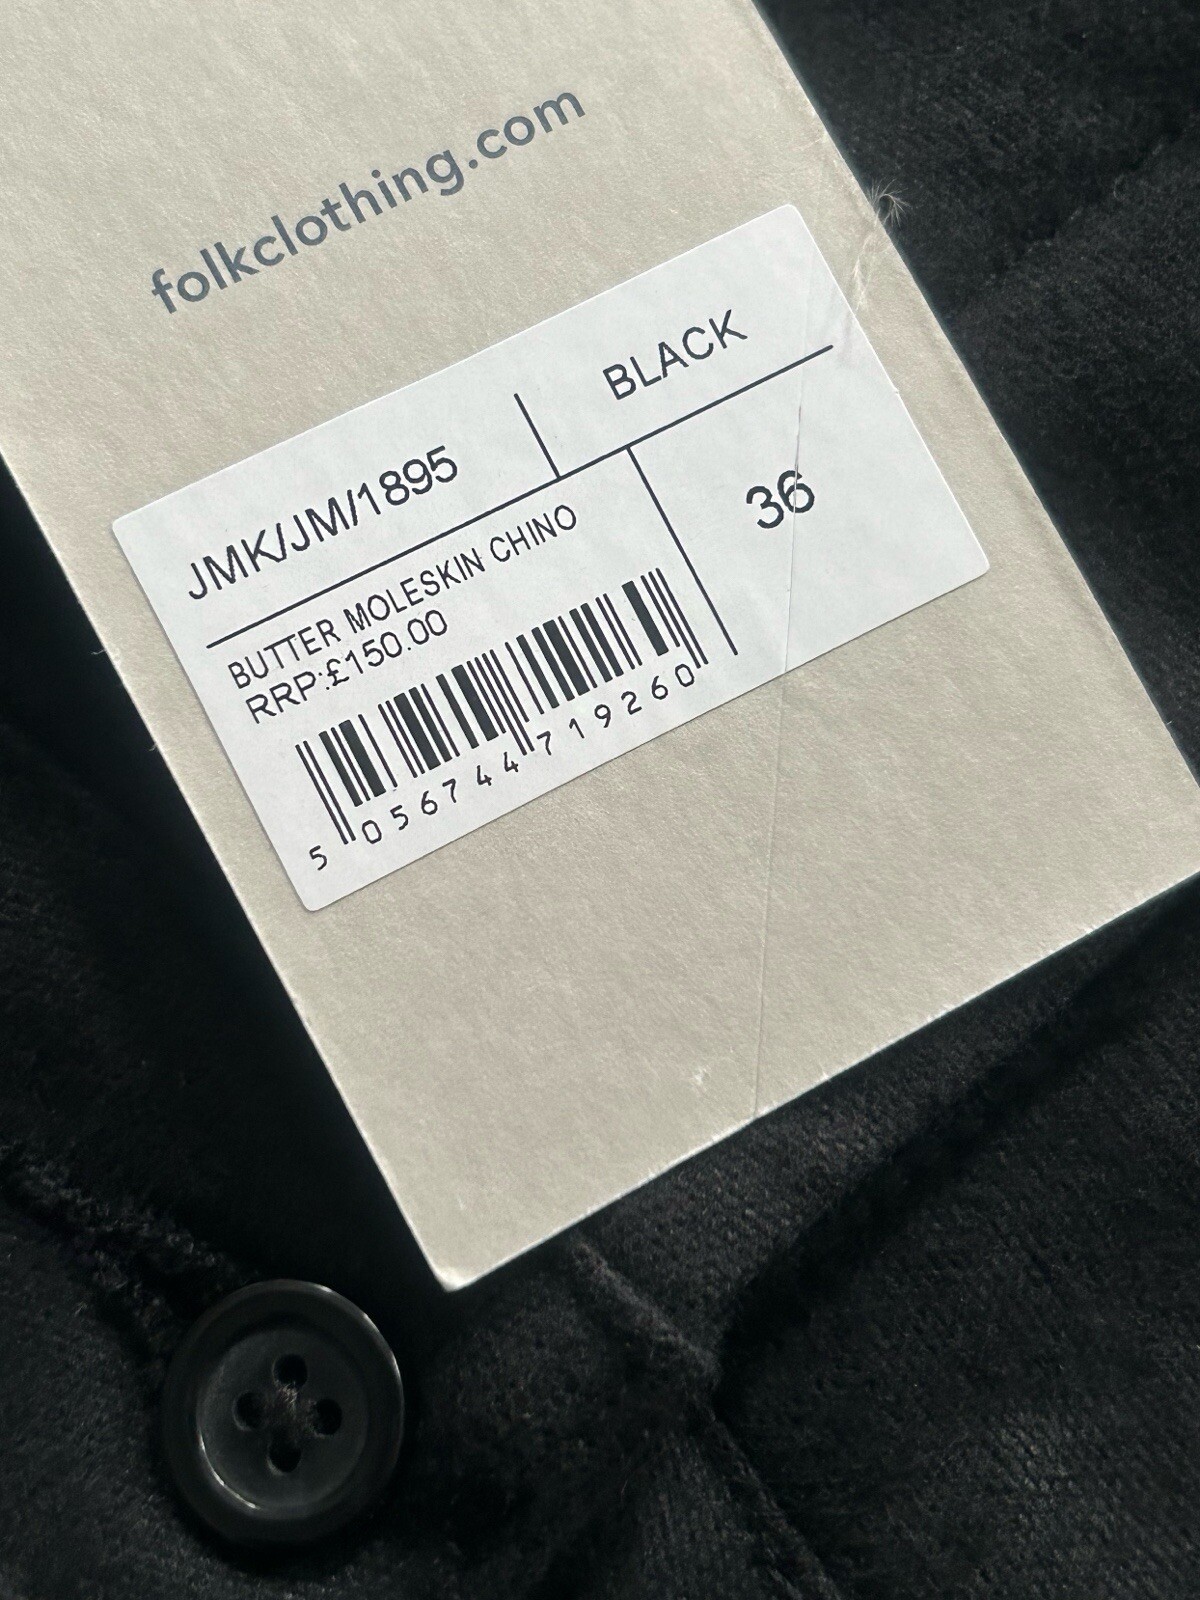 folkclothing.com
JMK/JM/1895
BLACK
BUTTER MOLESKIN CHINO
RRP:£150.00
36
5 056744 719260